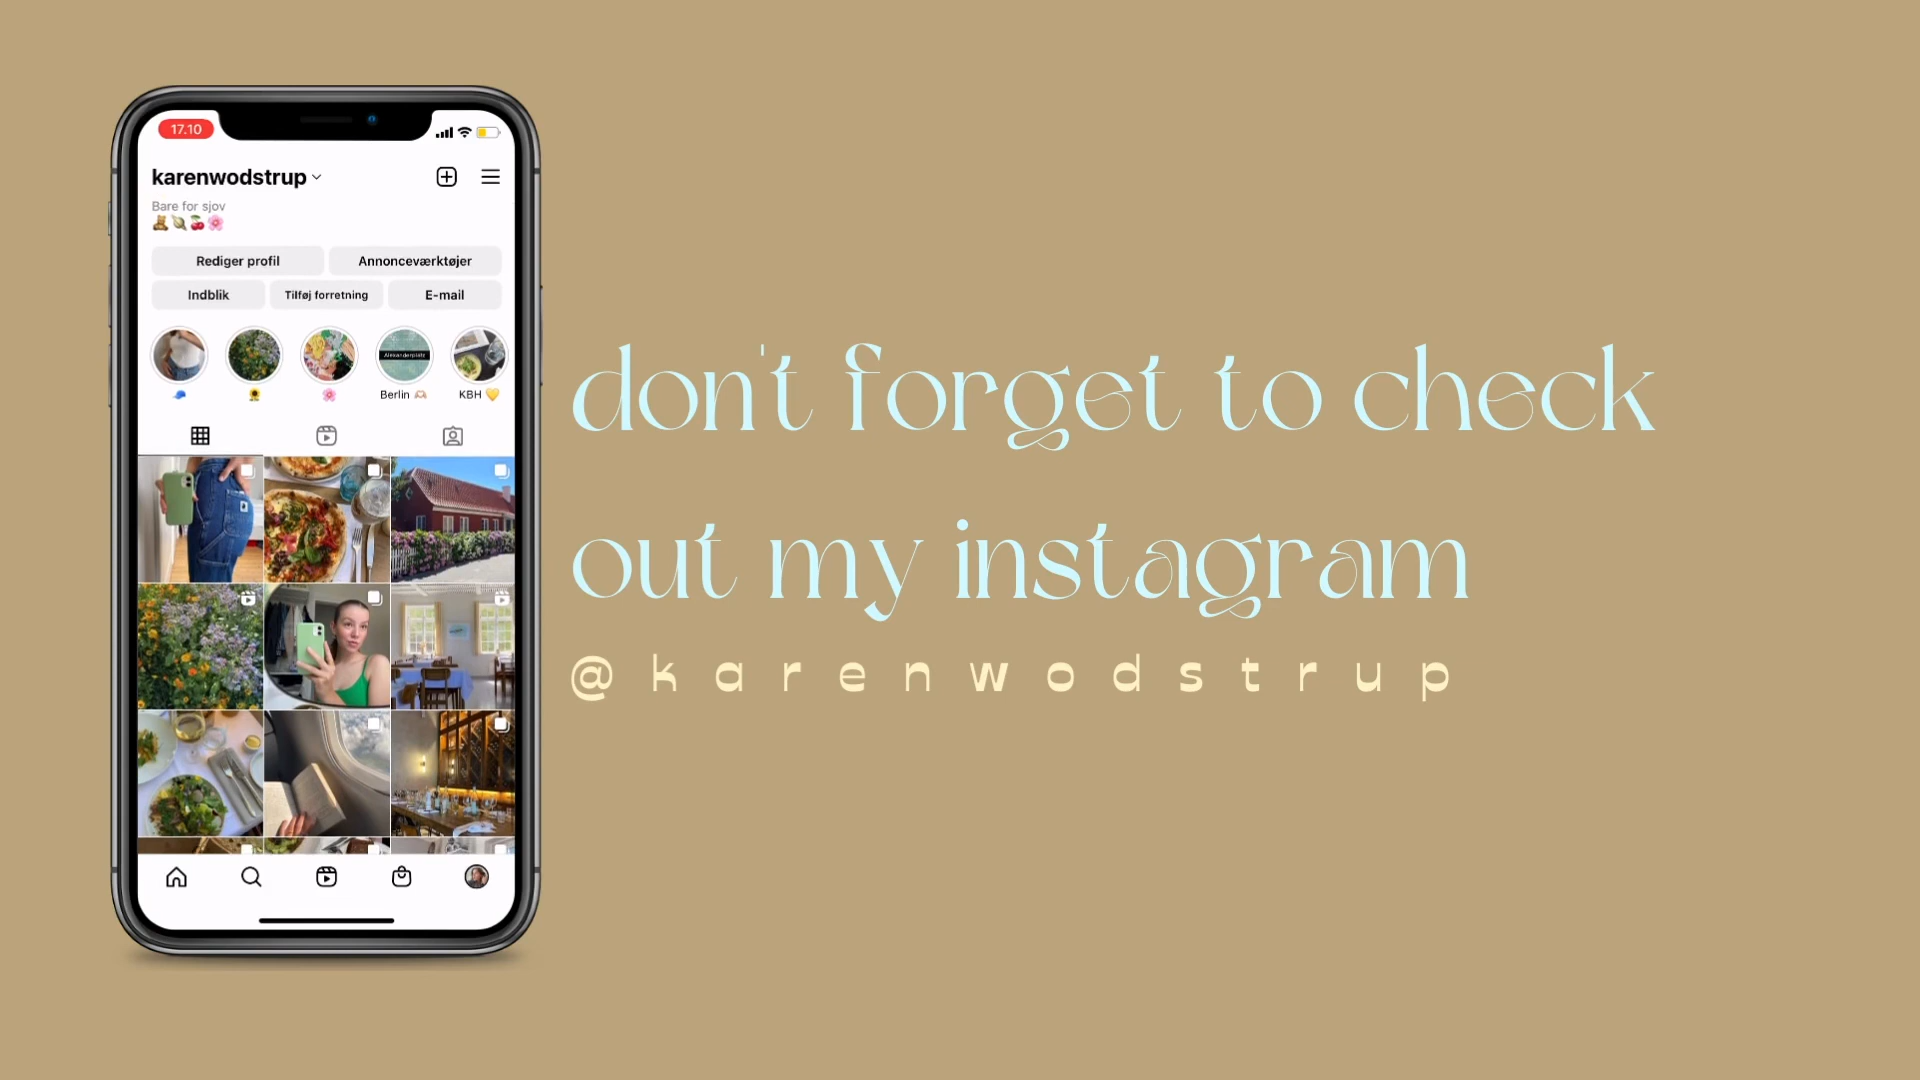 17.10
karenwodstrup
Bare for sjov
Rediger profil
Annonceværktøjer
Indblik
Tilføj forretning
E-mail
Alexanderplatz
Berlin
KBH
don't forget to check
out my instagram
@karenwodstrup